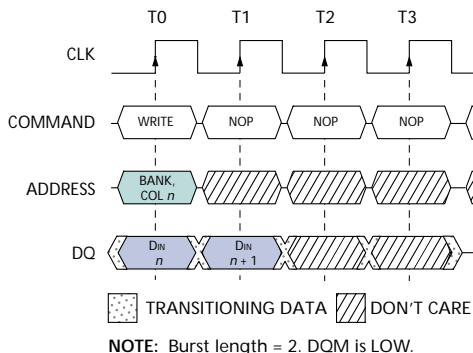 T0 T1 T2 T3
CLK
COMMAND WRITE NOP NOP NOP
ADDRESS BANK,
COL n
DQ DIN
n DIN
n + 1
TRANSITIONING DATA DON'T CARE
NOTE: Burst length = 2. DQM is LOW.